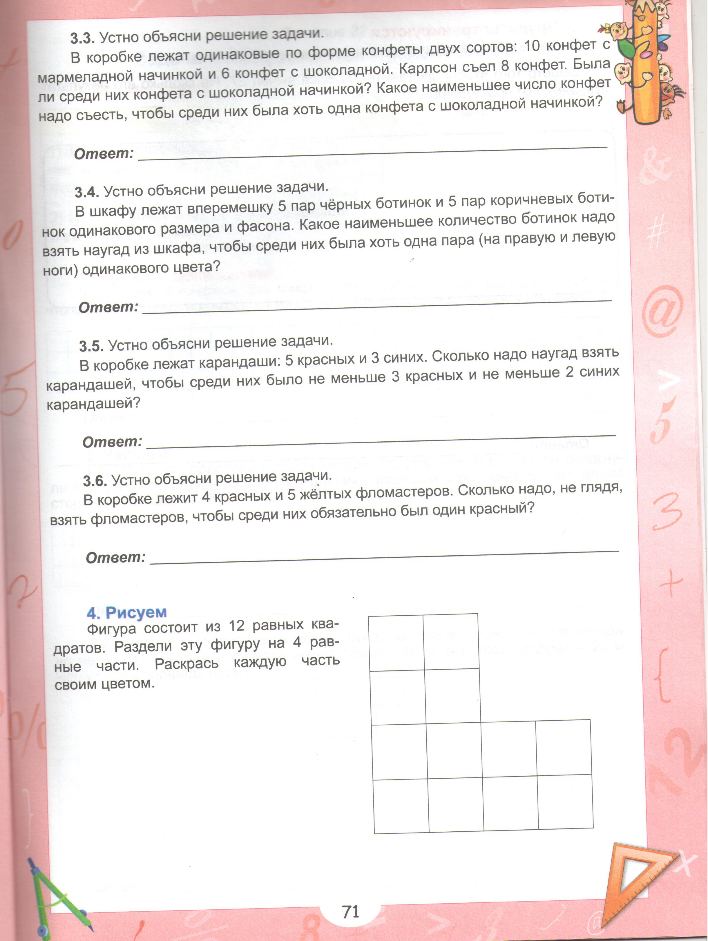 3.3. Устно объясни решение задачи.
В коробке лежат одинаковые по форме конфеты двух сортов: 10 конфет с
мармеладной начинкой и 6 конфет с шоколадной. Карлсон съел 8 конфет. Была
ли среди них конфета с шоколадной начинкой? Какое наименьшее число конфет
надо съесть, чтобы среди них была хоть одна конфета с шоколадной начинкой?
Ответ:
3.4. Устно объясни решение задачи.
В шкафу лежат вперемешку 5 пар чёрных ботинок и 5 пар коричневых боти-
нок одинакового размера и фасона. Какое наименьшее количество ботинок надо
взять наугад из шкафа, чтобы среди них была хоть одна пара (на правую и левую
ноги) одинакового цвета?
Ответ:
3.5. Устно объясни решение задачи.
В коробке лежат карандаши: 5 красных и 3 синих. Сколько надо наугад взять
карандашей, чтобы среди них было не меньше 3 красных и не меньше 2 синих
карандашей?
Ответ:
3.6. Устно объясни решение задачи.
В коробке лежит 4 красных и 5 жёлтых фломастеров. Сколько надо, не глядя,
взять фломастеров, чтобы среди них обязательно был один красный?
Ответ:
4. Рисуем
Фигура состоит из 12 равных ква-
дратов. Раздели эту фигуру на 4 рав-
ные части. Раскрась каждую часть
своим цветом.
71